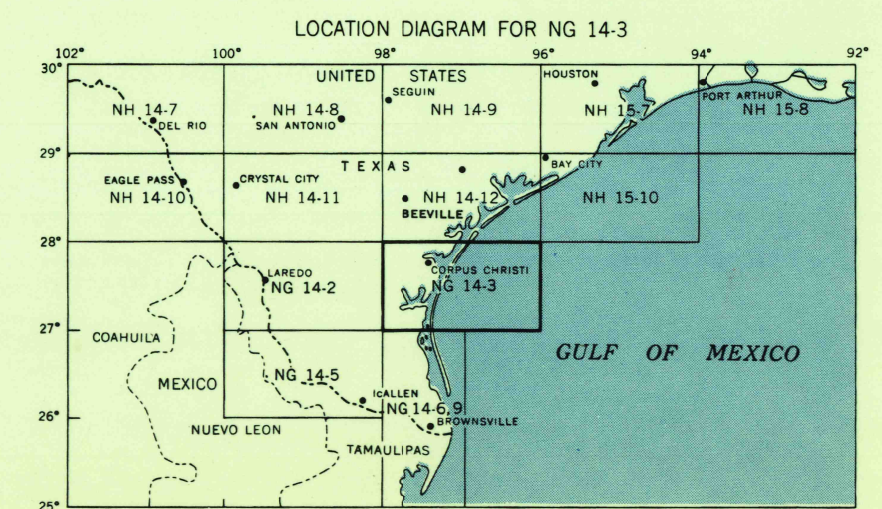 LOCATION DIAGRAM FOR NG 14-3
102° 100° 98° 96° 94° 92°
30°
UNITED STATES
HOUSTON
SEGUIN
PORT ARTHUR
NH 14-7 NH 14-8 NH 14-9 NH 15-7 NH 15-8
DEL RIO SAN ANTONIO
29°
TEXAS
BAY CITY
EAGLE PASS CRYSTAL CITY
NH 14-10 NH 14-11 NH 14-12 NH 15-10
BEEVILLE
28°
LAREDO CORPUS CHRISTI
NG 14-2 NG 14-3
27°
COAHUILA
GULF OF MEXICO
NG 14-5
MEXICO
IcALLEN
26°
NG 14-6,9
BROWNSVILLE
NUEVO LEON
TAMAULIPAS
25°